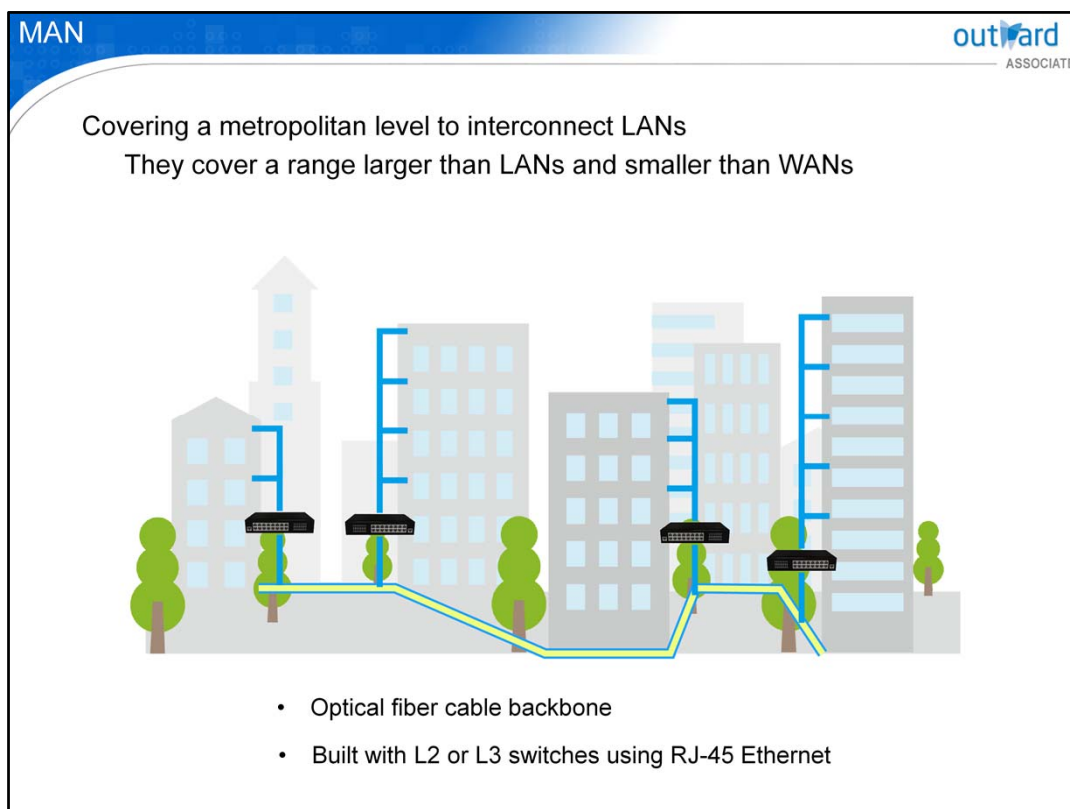 MAN
outward
ASSOCIATE
Covering a metropolitan level to interconnect LANs
They cover a range larger than LANs and smaller than WANs
• Optical fiber cable backbone
• Built with L2 or L3 switches using RJ-45 Ethernet